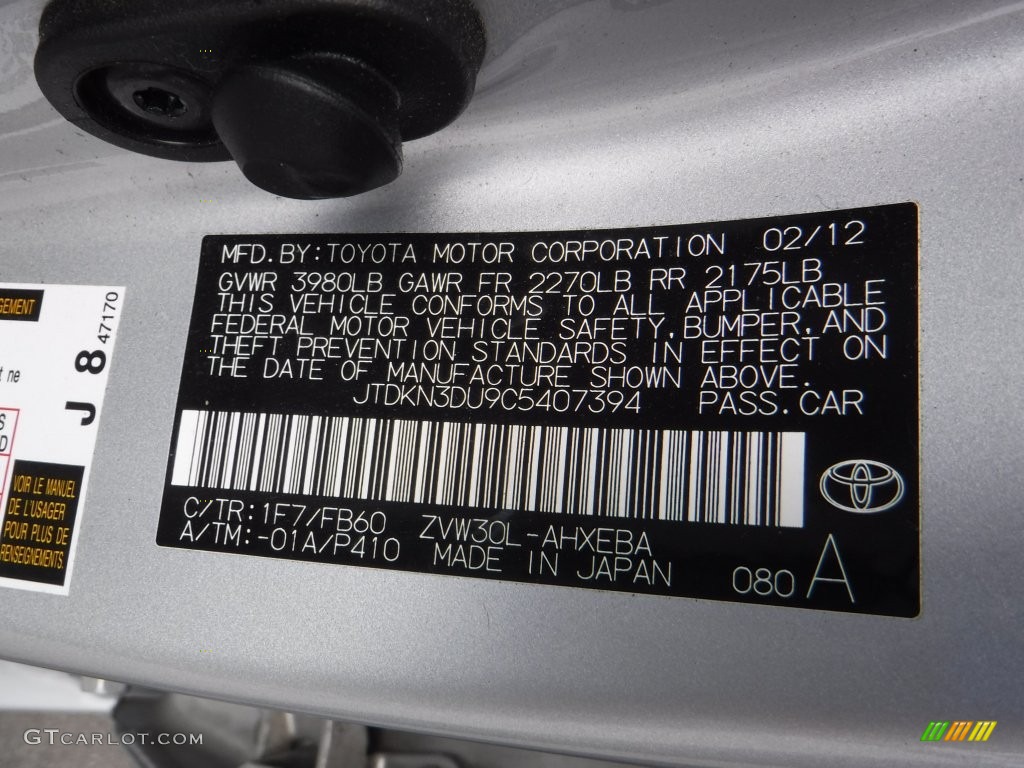 MFD. BY: TOYOTA MOTOR CORPORATION 02/12
GVWR 3980LB GAWR FR 2270LB RR 2175LB
THIS VEHICLE CONFORMS TO ALL APPLICABLE
FEDERAL MOTOR VEHICLE SAFETY, BUMPER, AND
THEFT PREVENTION STANDARDS IN EFFECT ON
THE DATE OF MANUFACTURE SHOWN ABOVE.
JTDKN3DU9C5407394 PASS. CAR
C/TR: 1F7/FB60 ZVW30L-AHXEBA
A/TM: -01A/P410 MADE IN JAPAN
080 A
J 8 47170
VOIR LE MANUEL
DE L'USAGER
POUR PLUS DE
RENSEIGNEMENTS.
GTCARLOT.COM